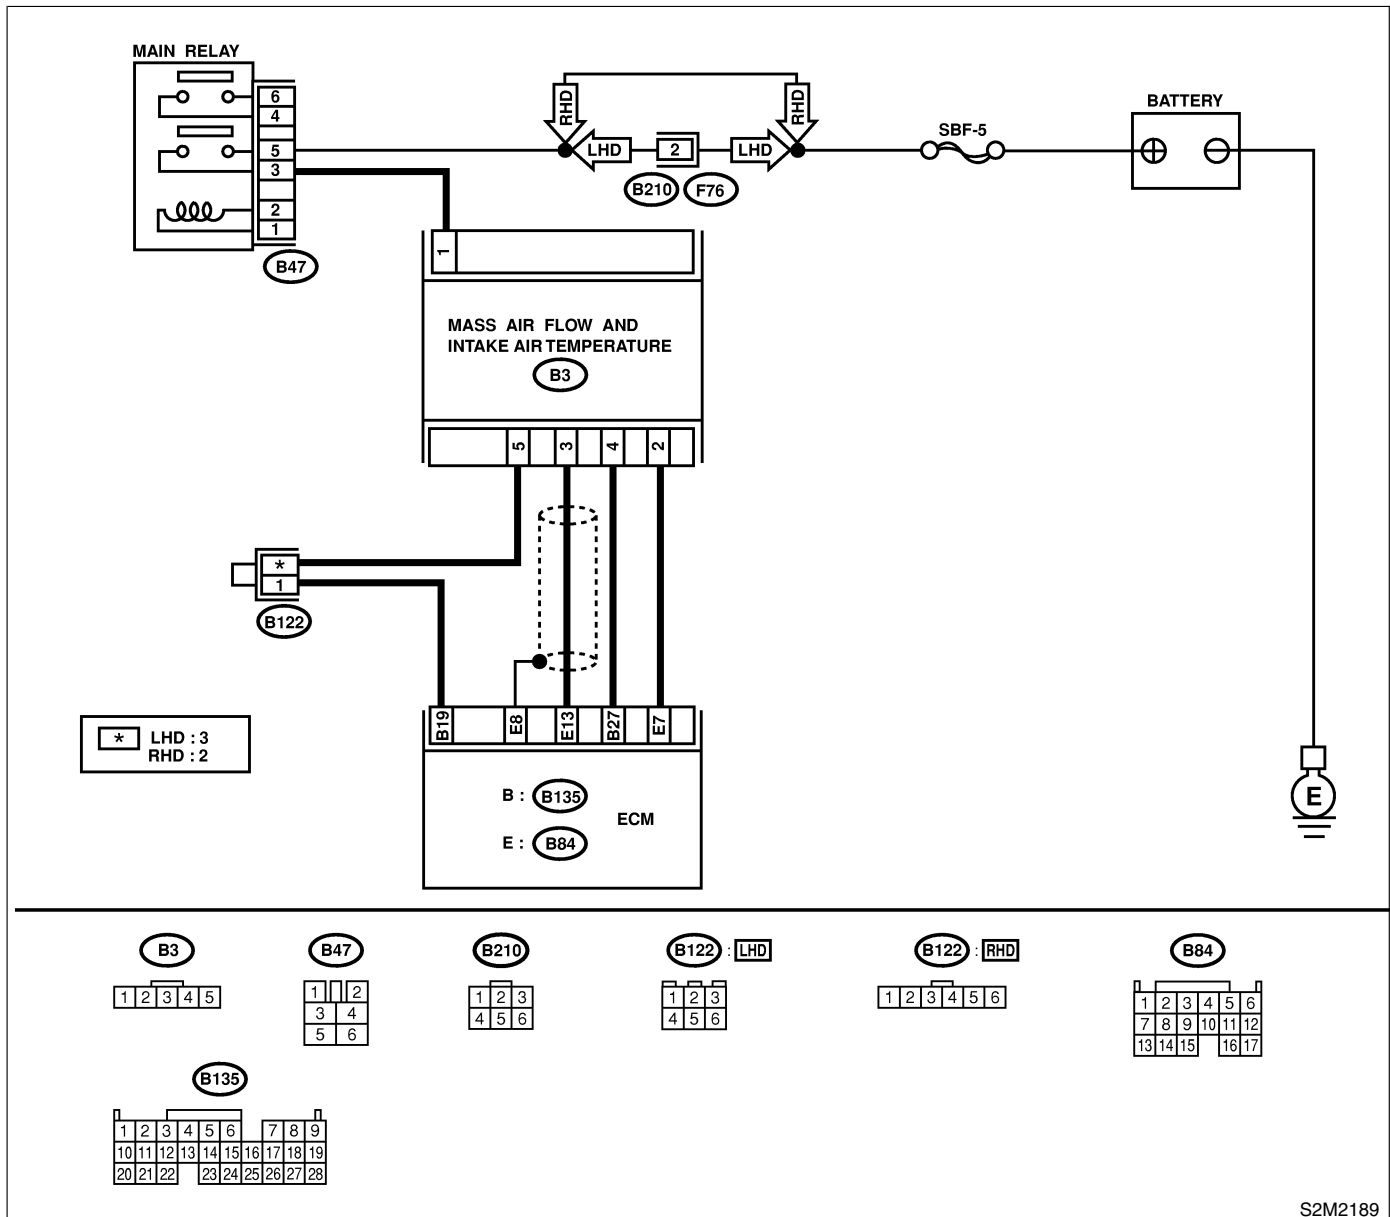 MAIN RELAY
6
4
5
3
2
1
B47
RHD
RHD
LHD
2
LHD
B210
F76
SBF-5
BATTERY
1
MASS AIR FLOW AND
INTAKE AIR TEMPERATURE
B3
5
3
4
2
*
1
B122
B19
E8
E13
B27
E7
* LHD : 3
RHD : 2
B : B135
ECM
E : B84
E
B3
1 2 3 4 5
B47
1 2
3 4
5 6
B210
1 2 3
4 5 6
B122 : LHD
1 2 3
4 5 6
B122 : RHD
1 2 3 4 5 6
B84
1 2 3 4 5 6
7 8 9 10 11 12
13 14 15 16 17
B135
1 2 3 4 5 6 7 8 9
10 11 12 13 14 15 16 17 18 19
20 21 22 23 24 25 26 27 28
S2M2189